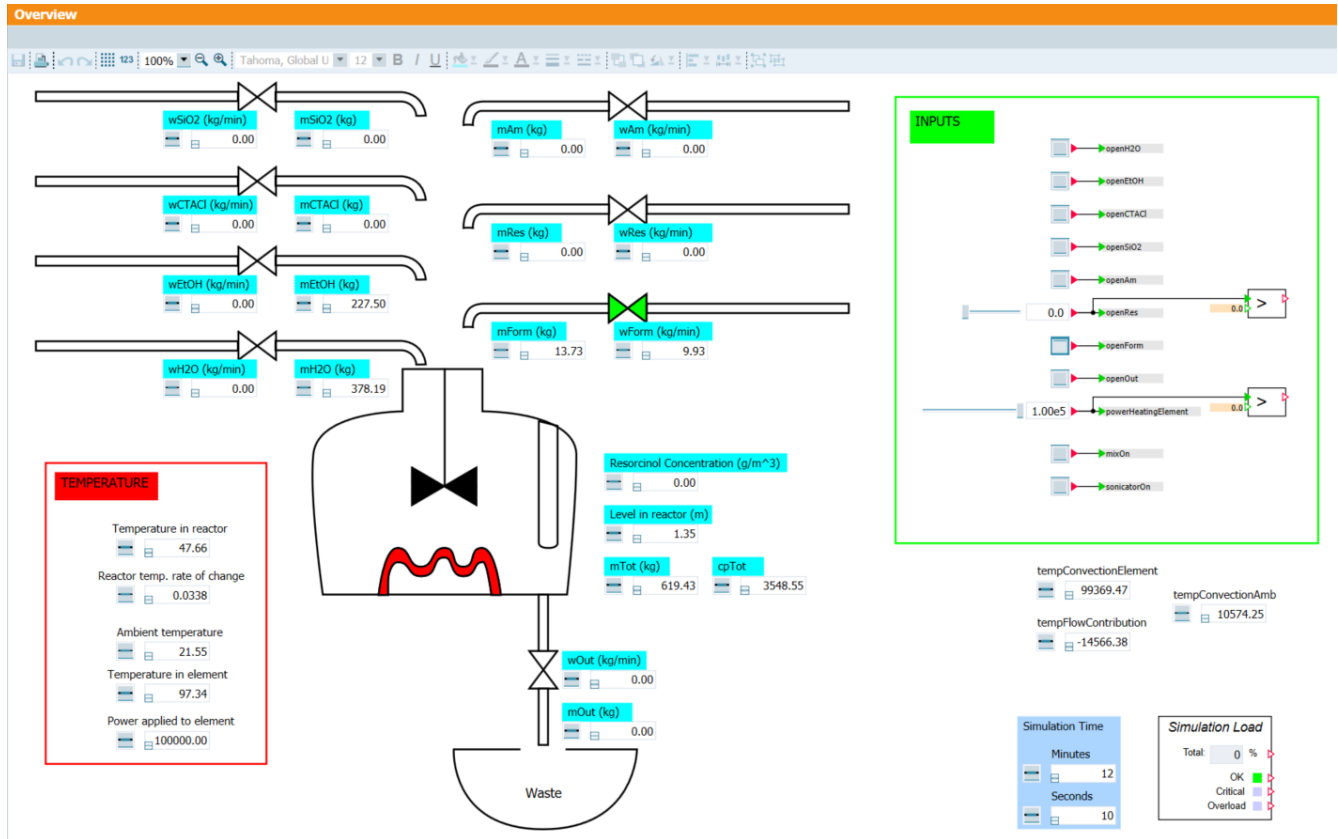 Overview
123 100% Tahoma, Global U 12 B I U A
wSiO2 (kg/min) mSiO2 (kg)
0.00 0.00
mAm (kg) wAm (kg/min)
0.00 0.00
wCTACl (kg/min) mCTACl (kg)
0.00 0.00
mRes (kg) wRes (kg/min)
0.00 0.00
wEtOH (kg/min) mEtOH (kg)
0.00 227.50
mForm (kg) wForm (kg/min)
13.73 9.93
wH2O (kg/min) mH2O (kg)
0.00 378.19
INPUTS
openH2O
openEtOH
openCTACl
openSiO2
openAm
0.0 openRes 0.0 >
openForm
openOut
1.00e5 powerHeatingElement 0.0 >
mixOn
sonicatorOn
TEMPERATURE
Temperature in reactor
47.66
Reactor temp. rate of change
0.0338
Ambient temperature
21.55
Temperature in element
97.34
Power applied to element
100000.00
Resorcinol Concentration (g/m^3)
0.00
Level in reactor (m)
1.35
mTot (kg) cpTot
619.43 3548.55
wOut (kg/min)
0.00
mOut (kg)
0.00
Waste
tempConvectionElement
99369.47
tempConvectionAmb
10574.25
tempFlowContribution
-14566.38
Simulation Time
Minutes
12
Seconds
10
Simulation Load
Total: 0 %
OK
Critical
Overload